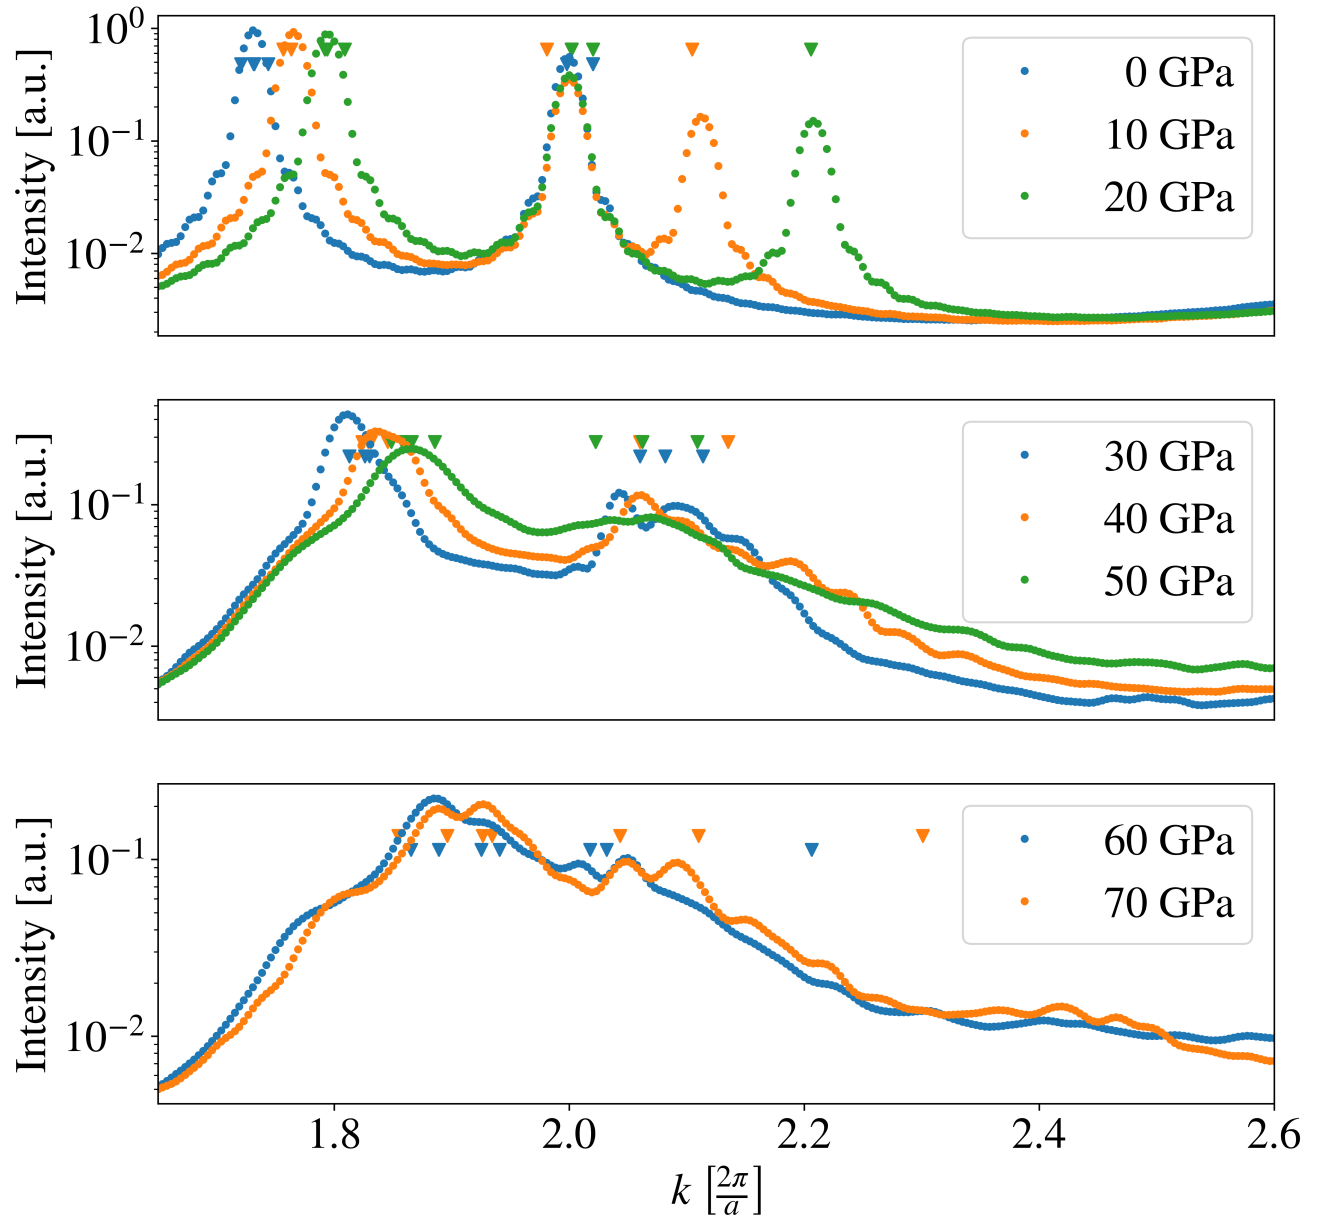 10⁰
10⁻¹
10⁻²
Intensity [a.u.]
0 GPa
10 GPa
20 GPa
10⁻¹
10⁻²
Intensity [a.u.]
30 GPa
40 GPa
50 GPa
10⁻¹
10⁻²
Intensity [a.u.]
60 GPa
70 GPa
1.8 2.0 2.2 2.4 2.6
k [2π/a]